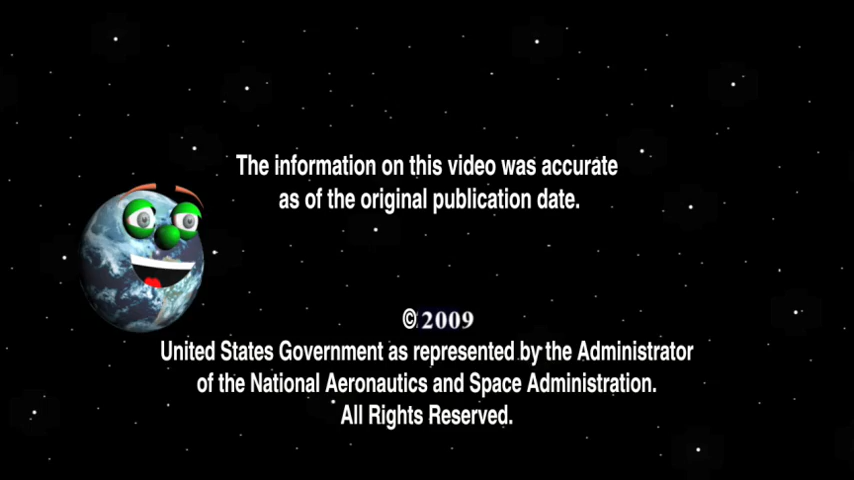 The information on this video was accurate
as of the original publication date.
© 2009
United States Government as represented by the Administrator
of the National Aeronautics and Space Administration.
All Rights Reserved.